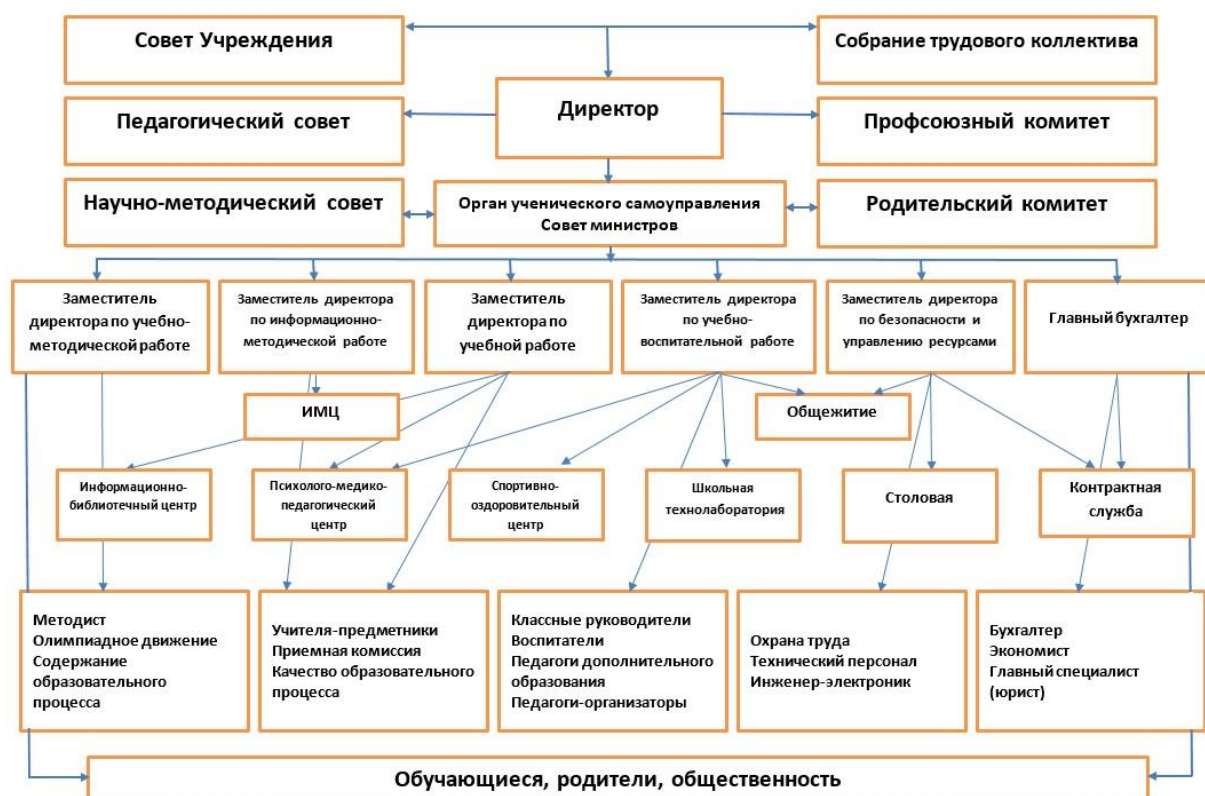 Совет Учреждения
Собрание трудового коллектива
Директор
Педагогический совет
Профсоюзный комитет
Научно-методический совет
Орган ученического самоуправления
Совет министров
Родительский комитет
Заместитель
директора по учебно-
методической работе
Заместитель директора
по информационно-
методической работе
Заместитель
директора по
учебной работе
Заместитель директора
по учебно-
воспитательной работе
Заместитель директора
по безопасности и
управлению ресурсами
Главный бухгалтер
ИМЦ
Общежитие
Информационно-
библиотечный центр
Психолого-медико-
педагогический
центр
Спортивно-
оздоровительный
центр
Школьная
технолаборатория
Столовая
Контрактная
служба
Методист
Олимпиадное движение
Содержание
образовательного
процесса
Учителя-предметники
Приемная комиссия
Качество образовательного
процесса
Классные руководители
Воспитатели
Педагоги дополнительного
образования
Педагоги-организаторы
Охрана труда
Технический персонал
Инженер-электроник
Бухгалтер
Экономист
Главный специалист
(юрист)
Обучающиеся, родители, общественность